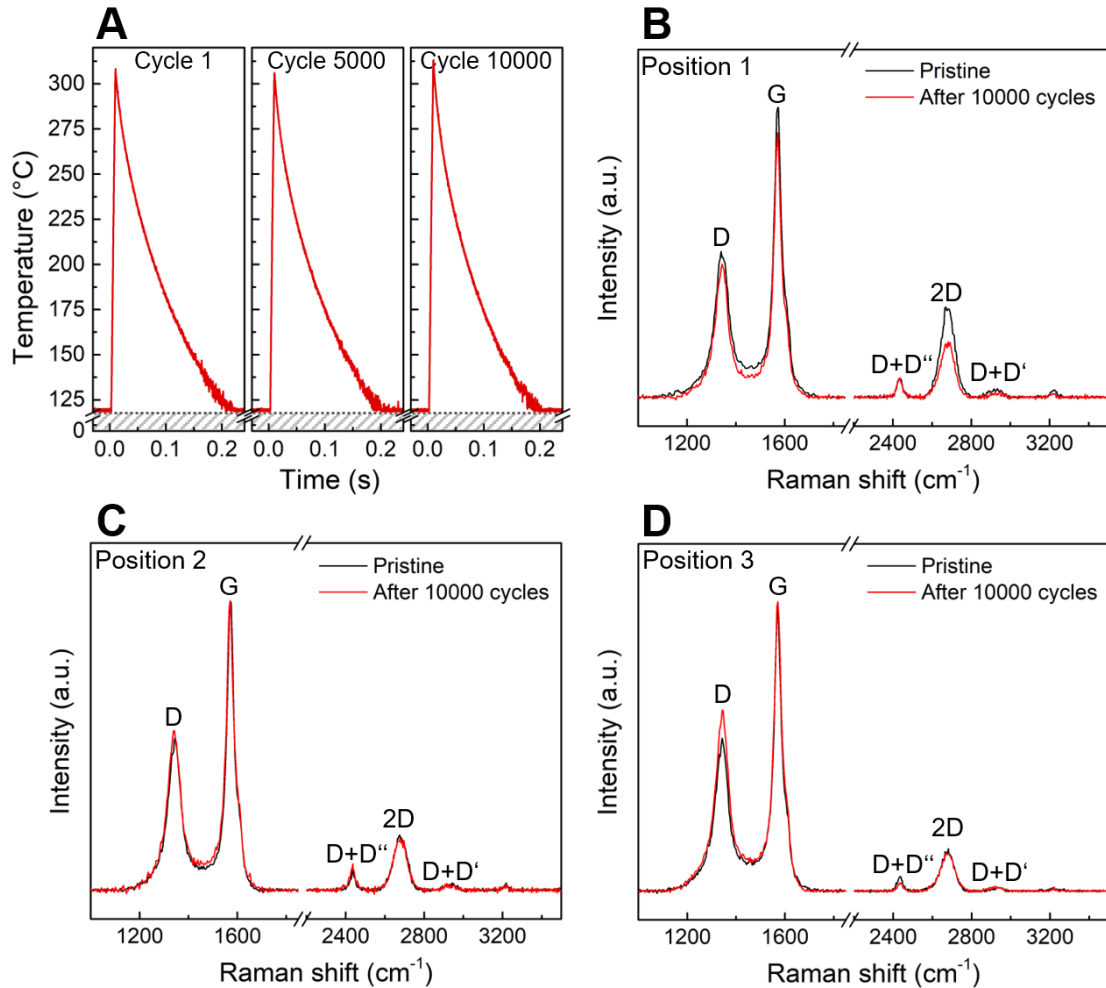 A
Cycle 1
Cycle 5000
Cycle 10000
300
275
250
225
200
175
150
125
0
Temperature (°C)
0.0 0.1 0.2
0.0 0.1 0.2
0.0 0.1 0.2
Time (s)
B
Position 1
Pristine
After 10000 cycles
G
D
2D
D+D“
D+D‘
Intensity (a.u.)
1200 1600 2400 2800 3200
Raman shift (cm-1)
C
Position 2
Pristine
After 10000 cycles
G
D
2D
D+D“
D+D‘
Intensity (a.u.)
1200 1600 2400 2800 3200
Raman shift (cm-1)
D
Position 3
Pristine
After 10000 cycles
G
D
2D
D+D“
D+D‘
Intensity (a.u.)
1200 1600 2400 2800 3200
Raman shift (cm-1)